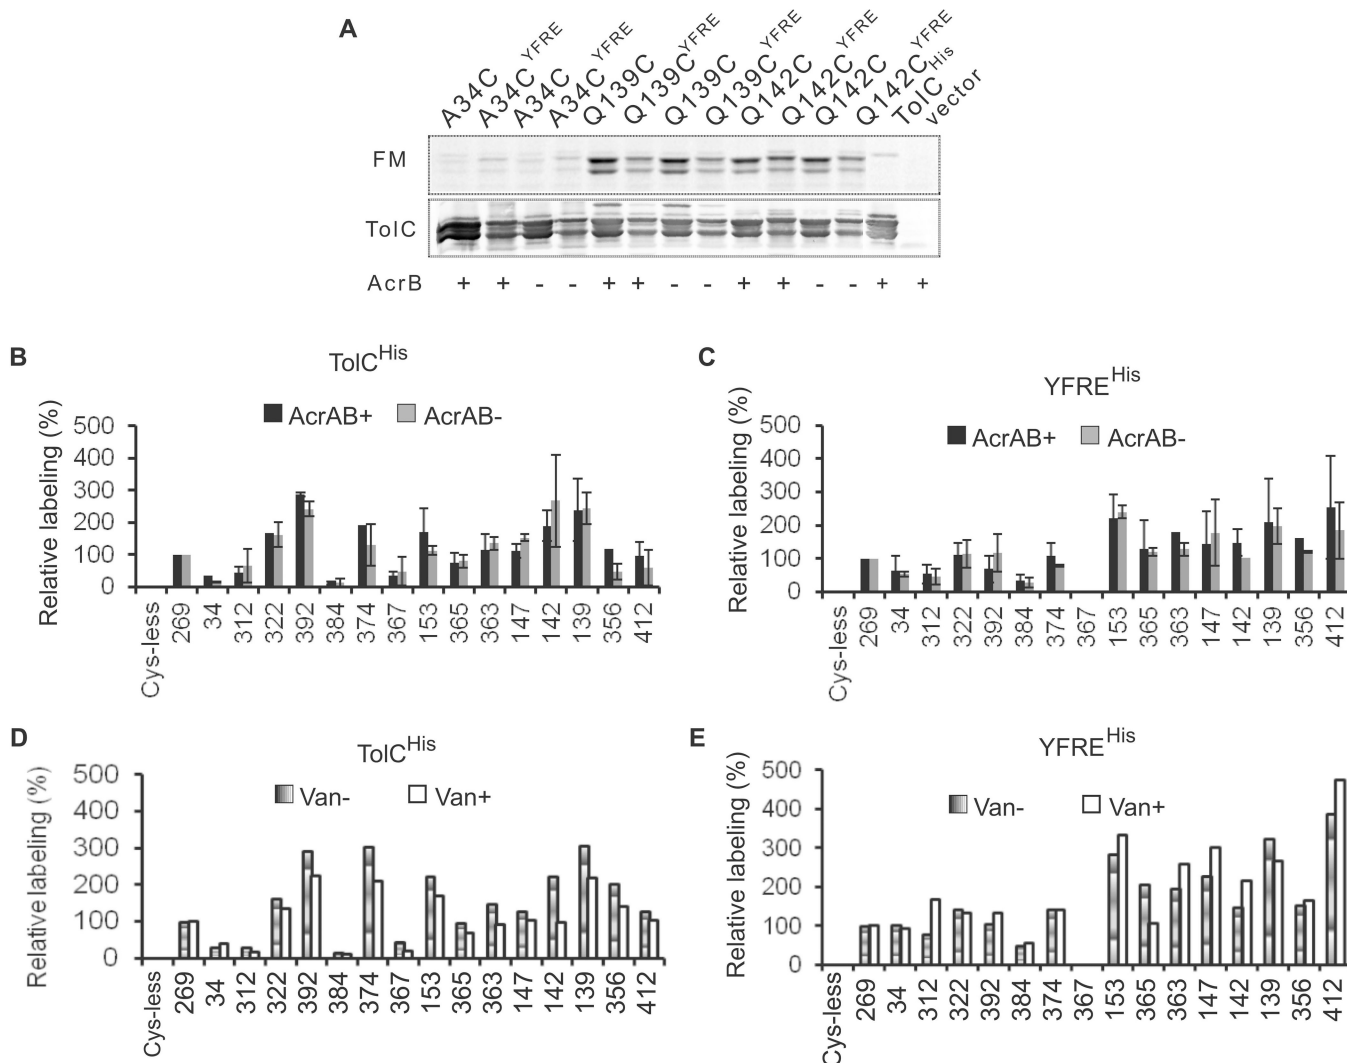 A
A34C
A34C YFRE
A34C
A34C YFRE
Q139C
Q139C YFRE
Q139C
Q139C YFRE
Q142C
Q142C YFRE
Q142C
Q142C YFRE
TolC His
vector
FM
TolC
AcrB + + - - + + - - + + - - + +
B
TolC His
AcrAB+ AcrAB-
Relative labeling (%)
500
400
300
200
100
0
Cys-less 269 34 312 322 392 384 374 367 153 365 363 147 142 139 356 412
C
YFRE His
AcrAB+ AcrAB-
Relative labeling (%)
500
400
300
200
100
0
Cys-less 269 34 312 322 392 384 374 367 153 365 363 147 142 139 356 412
D
TolC His
Van- Van+
Relative labeling (%)
500
400
300
200
100
0
Cys-less 269 34 312 322 392 384 374 367 153 365 363 147 142 139 356 412
E
YFRE His
Van- Van+
Relative labeling (%)
500
400
300
200
100
0
Cys-less 269 34 312 322 392 384 374 367 153 365 363 147 142 139 356 412